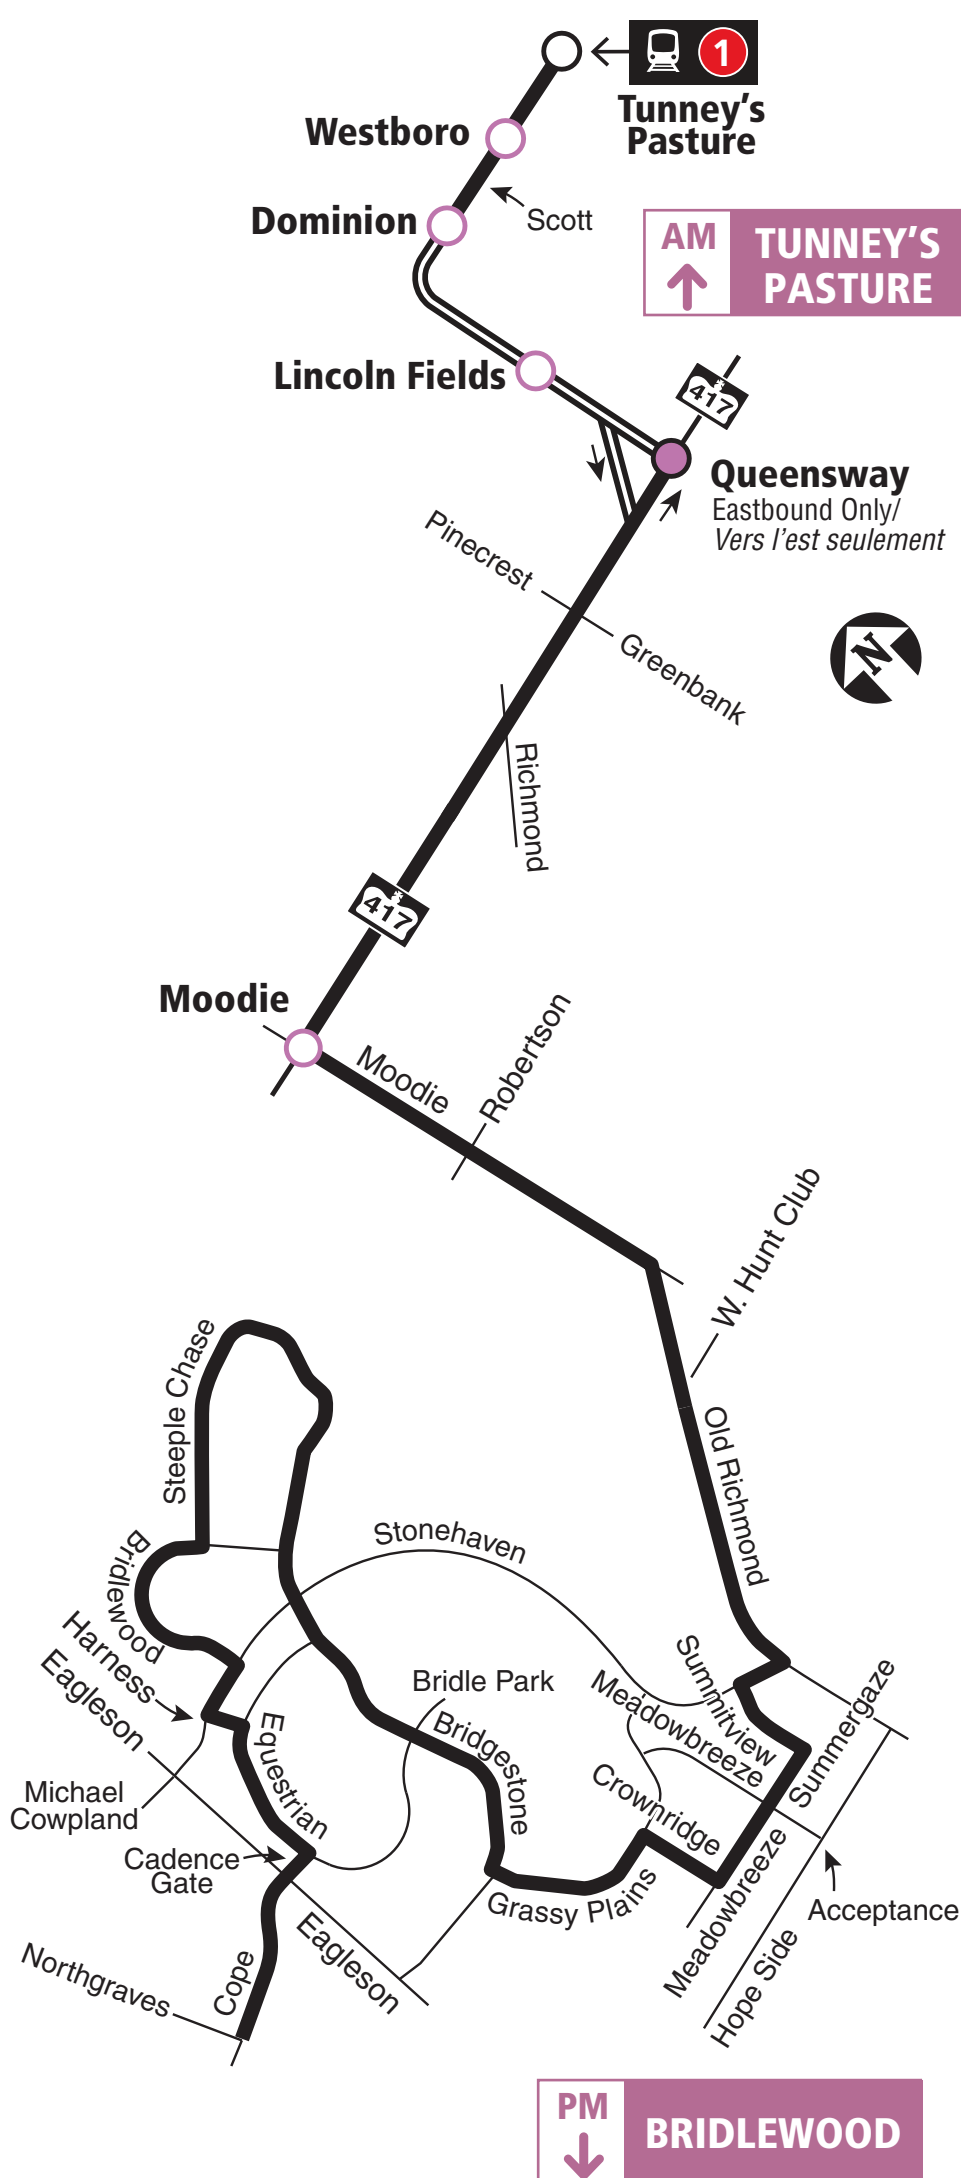 1
Tunney's
Pasture
Westboro
Scott
Dominion
AM
TUNNEY'S
PASTURE
Lincoln Fields
417
Queensway
Eastbound Only/
Vers l'est seulement
Pinecrest
Greenbank
N
Richmond
417
Moodie
Moodie
Robertson
W. Hunt Club
Old Richmond
Steeple Chase
Stonehaven
Bridlewood
Harness
Eagleson
Bridle Park
Bridgestone
Equestrian
Summitview
Meadowbreeze
Summergaze
Crownridge
Michael
Cowpland
Cadence
Gate
Grassy Plains
Meadowbreeze
Acceptance
Hope Side
Eagleson
Northgraves
Cope
PM
BRIDLEWOOD